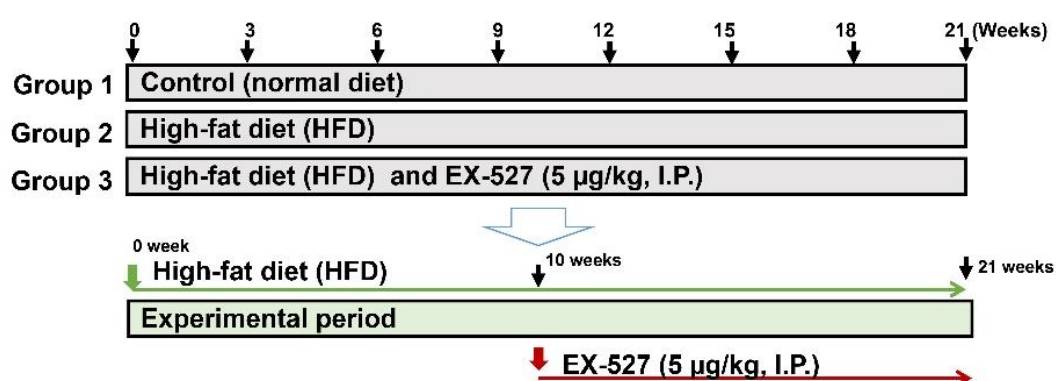 0 3 6 9 12 15 18 21 (Weeks)
Group 1 Control (normal diet)
Group 2 High-fat diet (HFD)
Group 3 High-fat diet (HFD) and EX-527 (5 µg/kg, I.P.)
0 week
High-fat diet (HFD) 10 weeks 21 weeks
Experimental period
EX-527 (5 µg/kg, I.P.)